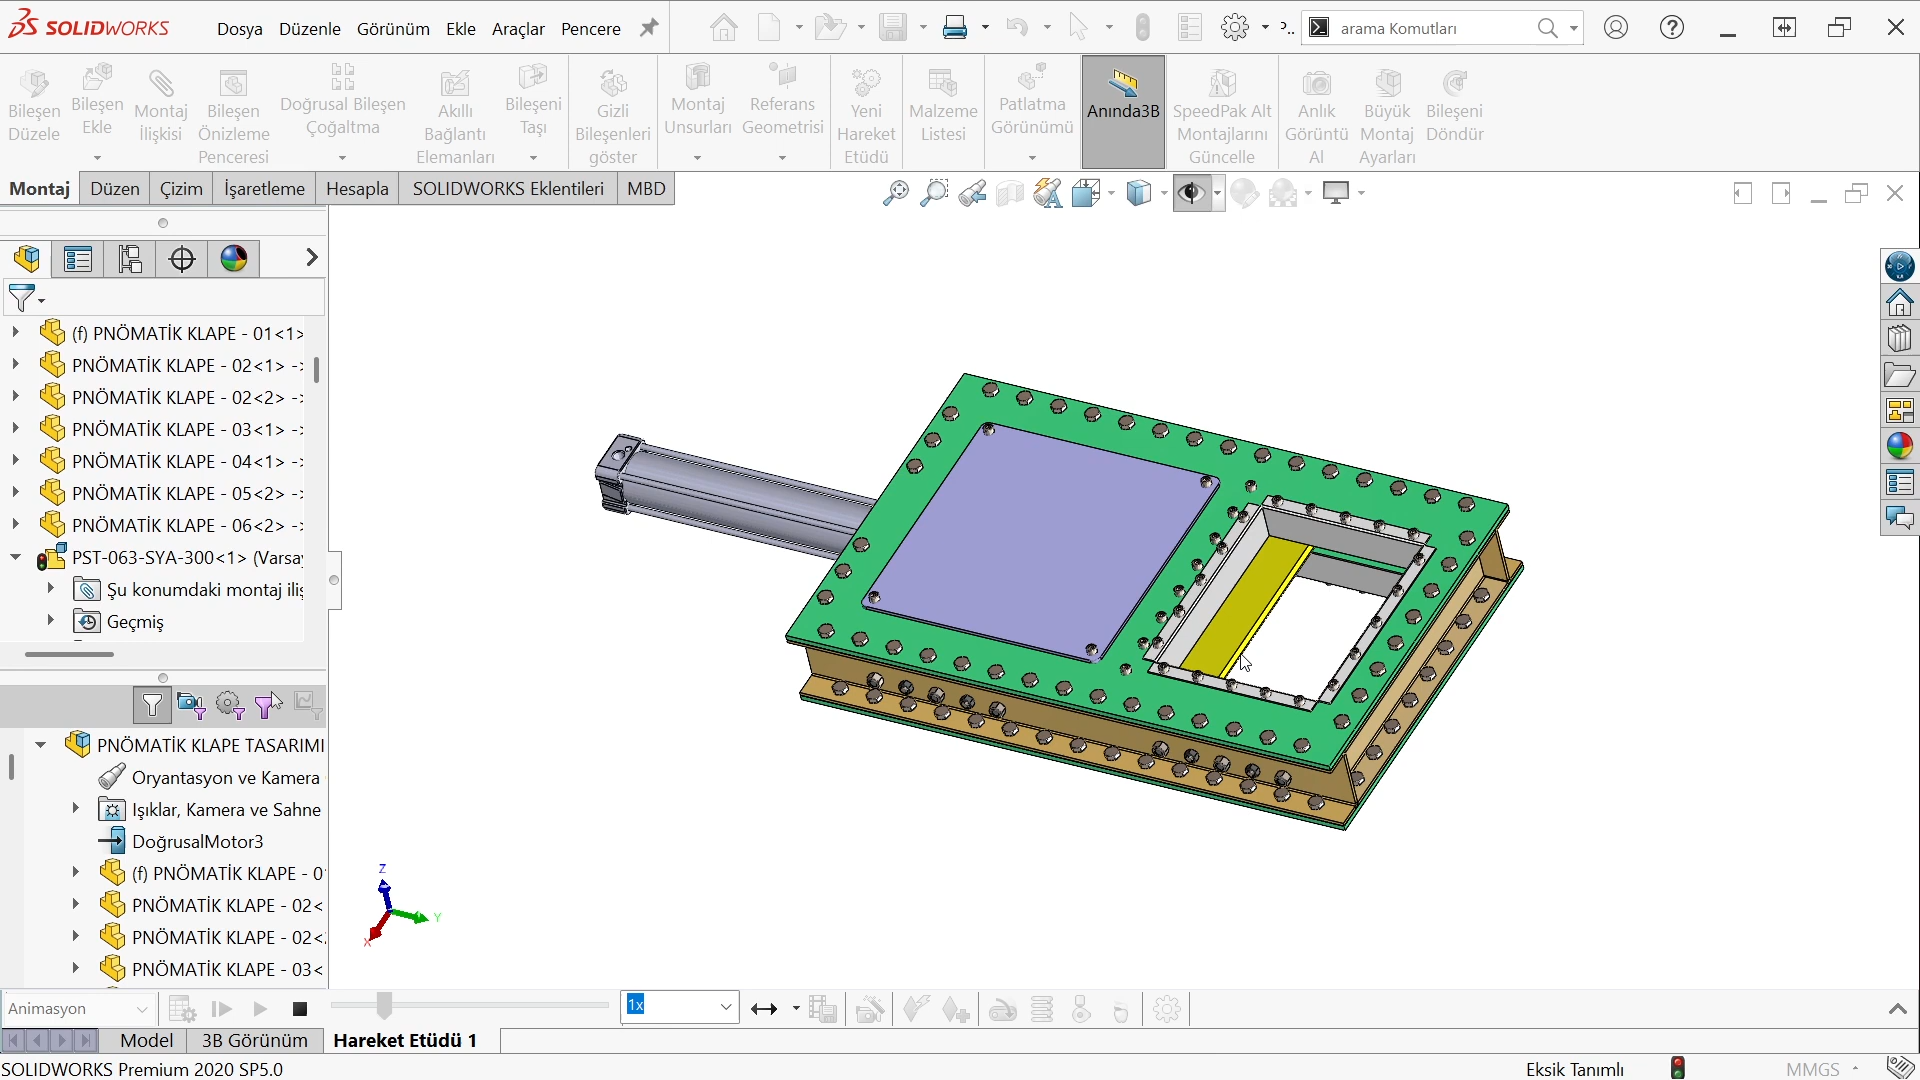 SOLIDWORKS
Dosya Düzenle Görünüm Ekle Araçlar Pencere
arama Komutları
Bileşen Düzele
Bileşen Ekle
Montaj İlişkisi
Bileşen Önizleme Penceresi
Doğrusal Bileşen Çoğaltma
Akıllı Bağlantı Elemanları
Bileşeni Taşı
Gizli Bileşenleri göster
Montaj Unsurları
Referans Geometrisi
Yeni Hareket Etüdü
Malzeme Listesi
Patlatma Görünümü
Anında3B
SpeedPak Alt Montajlarını Güncelle
Anlık Görüntü Al
Büyük Montaj Ayarları
Bileşeni Döndür
Montaj Düzen Çizim İşaretleme Hesapla SOLIDWORKS Eklentileri MBD
(f) PNÖMATİK KLAPE - 01<1>
PNÖMATİK KLAPE - 02<1> ->
PNÖMATİK KLAPE - 02<2> ->
PNÖMATİK KLAPE - 03<1> ->
PNÖMATİK KLAPE - 04<1> ->
PNÖMATİK KLAPE - 05<2> ->
PNÖMATİK KLAPE - 06<2> ->
PST-063-SYA-300<1> (Varsa
Şu konumdaki montaj iliş
Geçmiş
PNÖMATİK KLAPE TASARIMI
Oryantasyon ve Kamera
Işıklar, Kamera ve Sahne
DoğrusalMotor3
(f) PNÖMATİK KLAPE - 0
PNÖMATİK KLAPE - 02<
PNÖMATİK KLAPE - 02<
PNÖMATİK KLAPE - 03<
Z
Y
X
Animasyon
1x
Model 3B Görünüm Hareket Etüdü 1
SOLIDWORKS Premium 2020 SP5.0
Eksik Tanımlı
MMGS